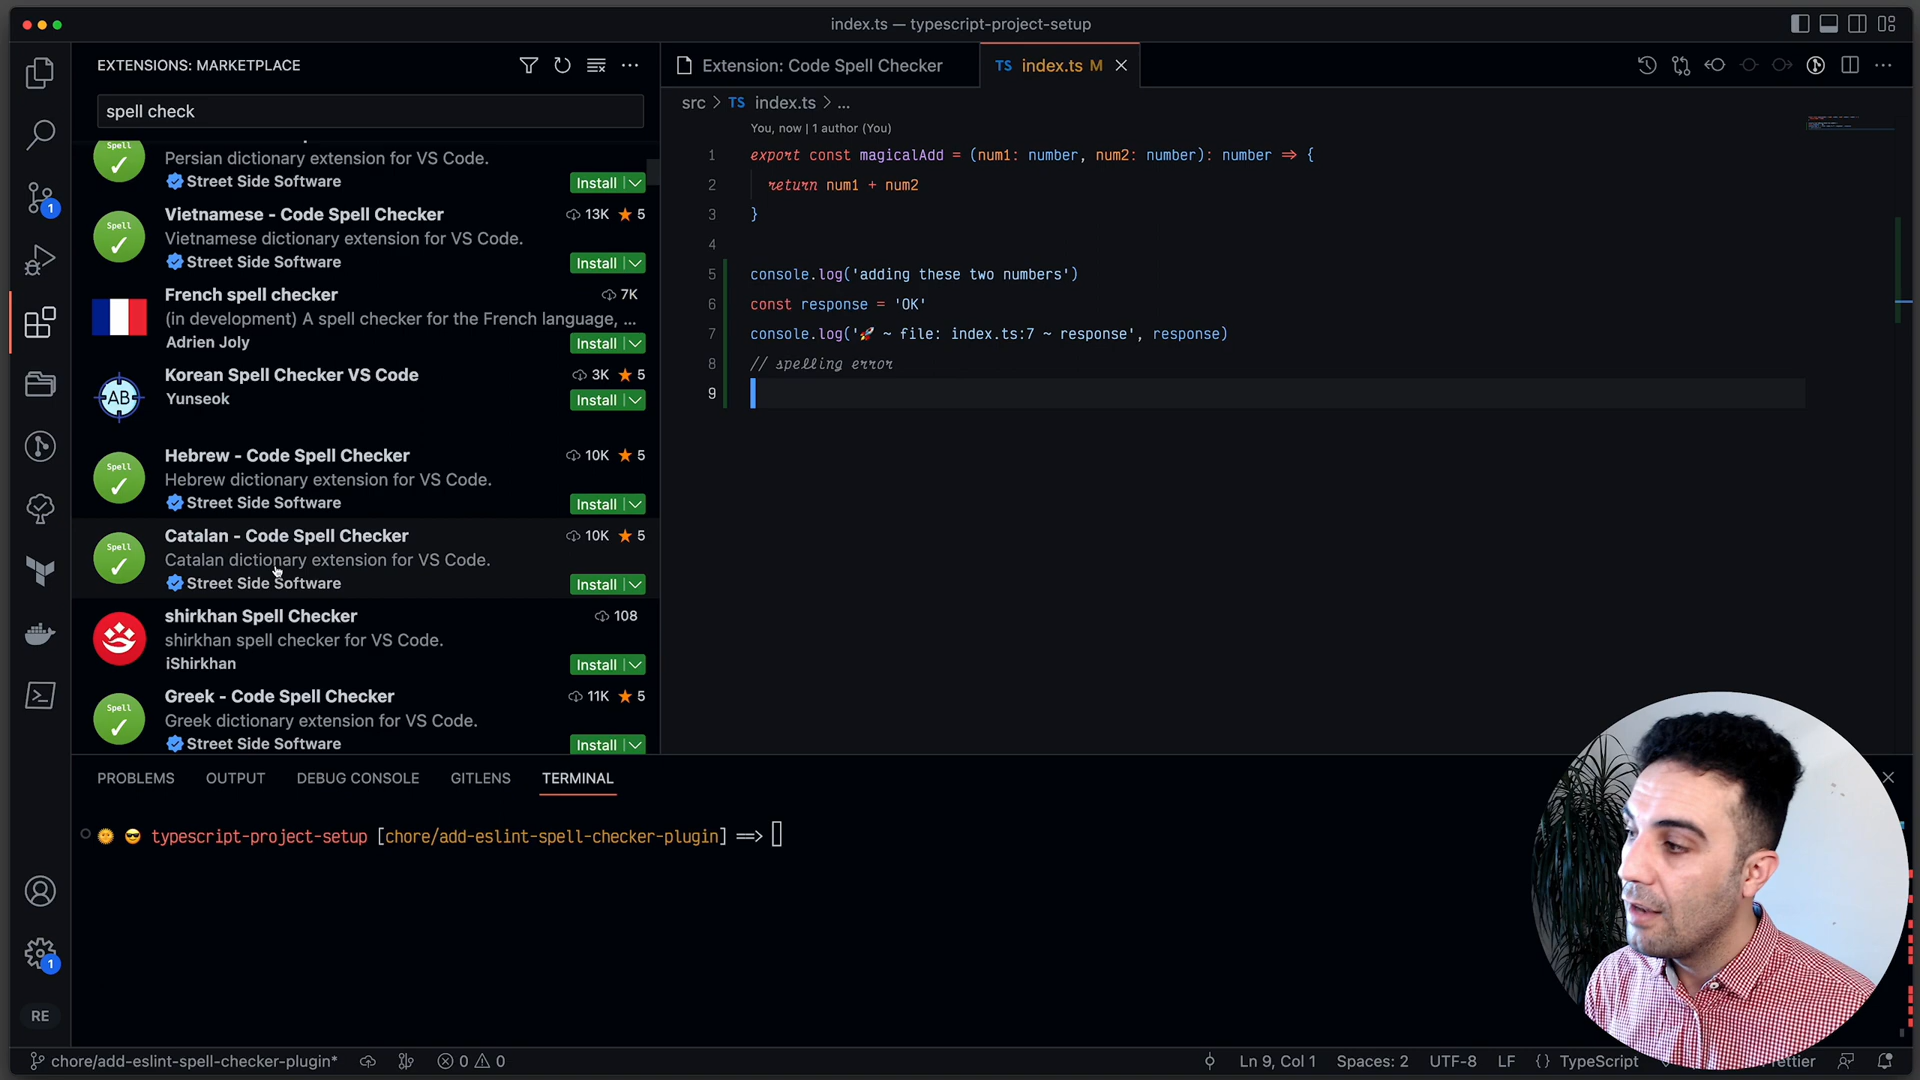 index.ts — typescript-project-setup
EXTENSIONS: MARKETPLACE
spell check
Spell
Persian dictionary extension for VS Code.
Street Side Software
Install
Spell
Vietnamese - Code Spell Checker
13K ★ 5
Vietnamese dictionary extension for VS Code.
Street Side Software
Install
French spell checker
7K
(in development) A spell checker for the French language, ...
Adrien Joly
Install
AB
Korean Spell Checker VS Code
3K ★ 5
Yunseok
Install
Spell
Hebrew - Code Spell Checker
10K ★ 5
Hebrew dictionary extension for VS Code.
Street Side Software
Install
Spell
Catalan - Code Spell Checker
10K ★ 5
Catalan dictionary extension for VS Code.
Street Side Software
Install
shirkhan Spell Checker
108
shirkhan spell checker for VS Code.
iShirkhan
Install
Spell
Greek - Code Spell Checker
11K ★ 5
Greek dictionary extension for VS Code.
Street Side Software
Install
1
1
RE
Extension: Code Spell Checker
TS index.ts M
src > TS index.ts > ...
You, now | 1 author (You)
1 export const magicalAdd = (num1: number, num2: number): number => {
2 return num1 + num2
3 }
4
5 console.log('adding these two numbers')
6 const response = 'OK'
7 console.log('🚀 ~ file: index.ts:7 ~ response', response)
8 // spelling error
9
PROBLEMS OUTPUT DEBUG CONSOLE GITLENS TERMINAL
🌞 😎 typescript-project-setup [chore/add-eslint-spell-checker-plugin] ==>
chore/add-eslint-spell-checker-plugin* 0 0
Ln 9, Col 1 Spaces: 2 UTF-8 LF {} TypeScript